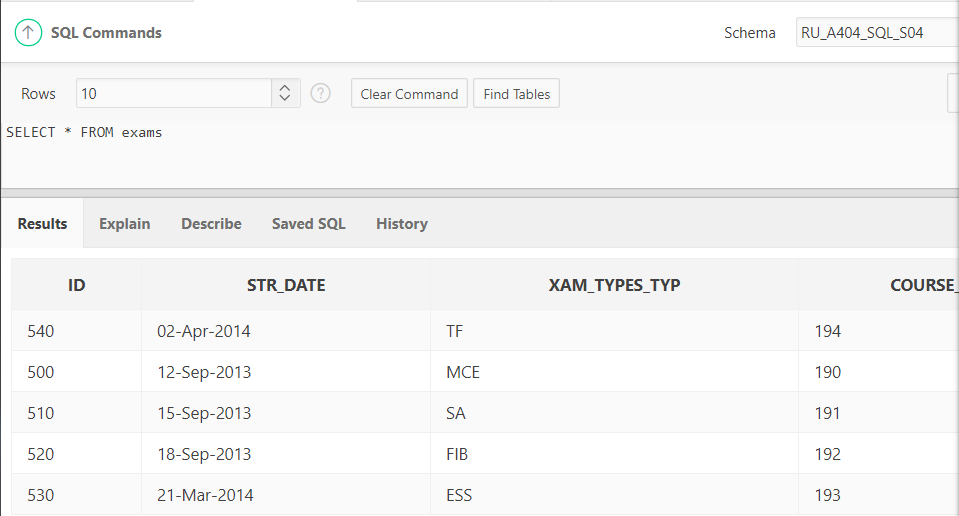 SQL Commands Schema RU_A404_SQL_S04
Rows 10 ? Clear Command Find Tables
SELECT * FROM exams
Results Explain Describe Saved SQL History
ID STR_DATE XAM_TYPES_TYP COURSE_
540 02-Apr-2014 TF 194
500 12-Sep-2013 MCE 190
510 15-Sep-2013 SA 191
520 18-Sep-2013 FIB 192
530 21-Mar-2014 ESS 193